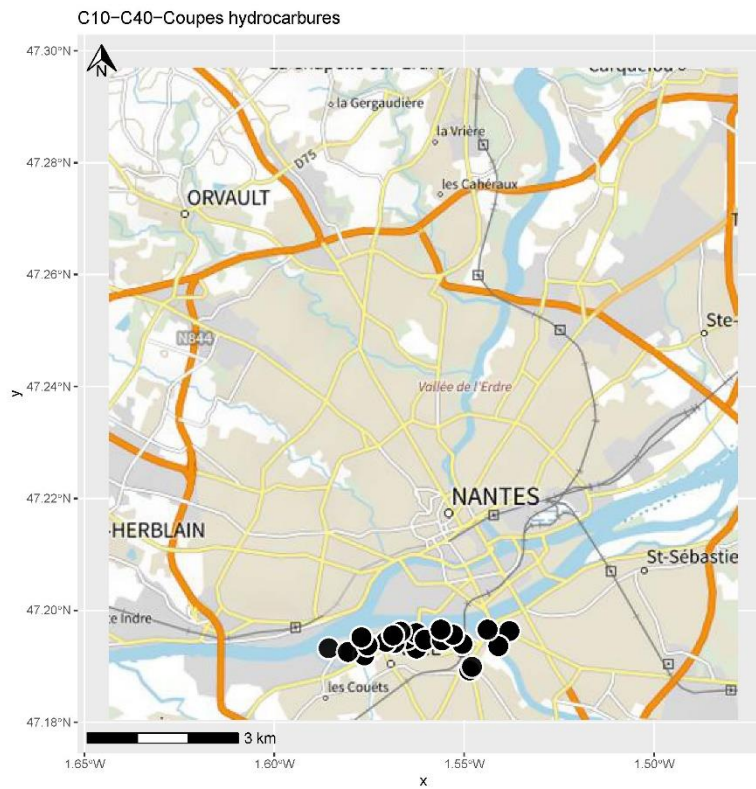 C10−C40−Coupes hydrocarbures
47.30°N
N
la Gergaudière
la Vrière
47.28°N
D75
les Cahéraux
ORVAULT
47.26°N
Ste-
N844
47.24°N
Vallée de l'Erdre
y
NANTES
47.22°N
-HERBLAIN
St-Sébastie
47.20°N
te Indre
les Couëts
47.18°N
3 km
1.65°W
1.60°W
1.55°W
1.50°W
x